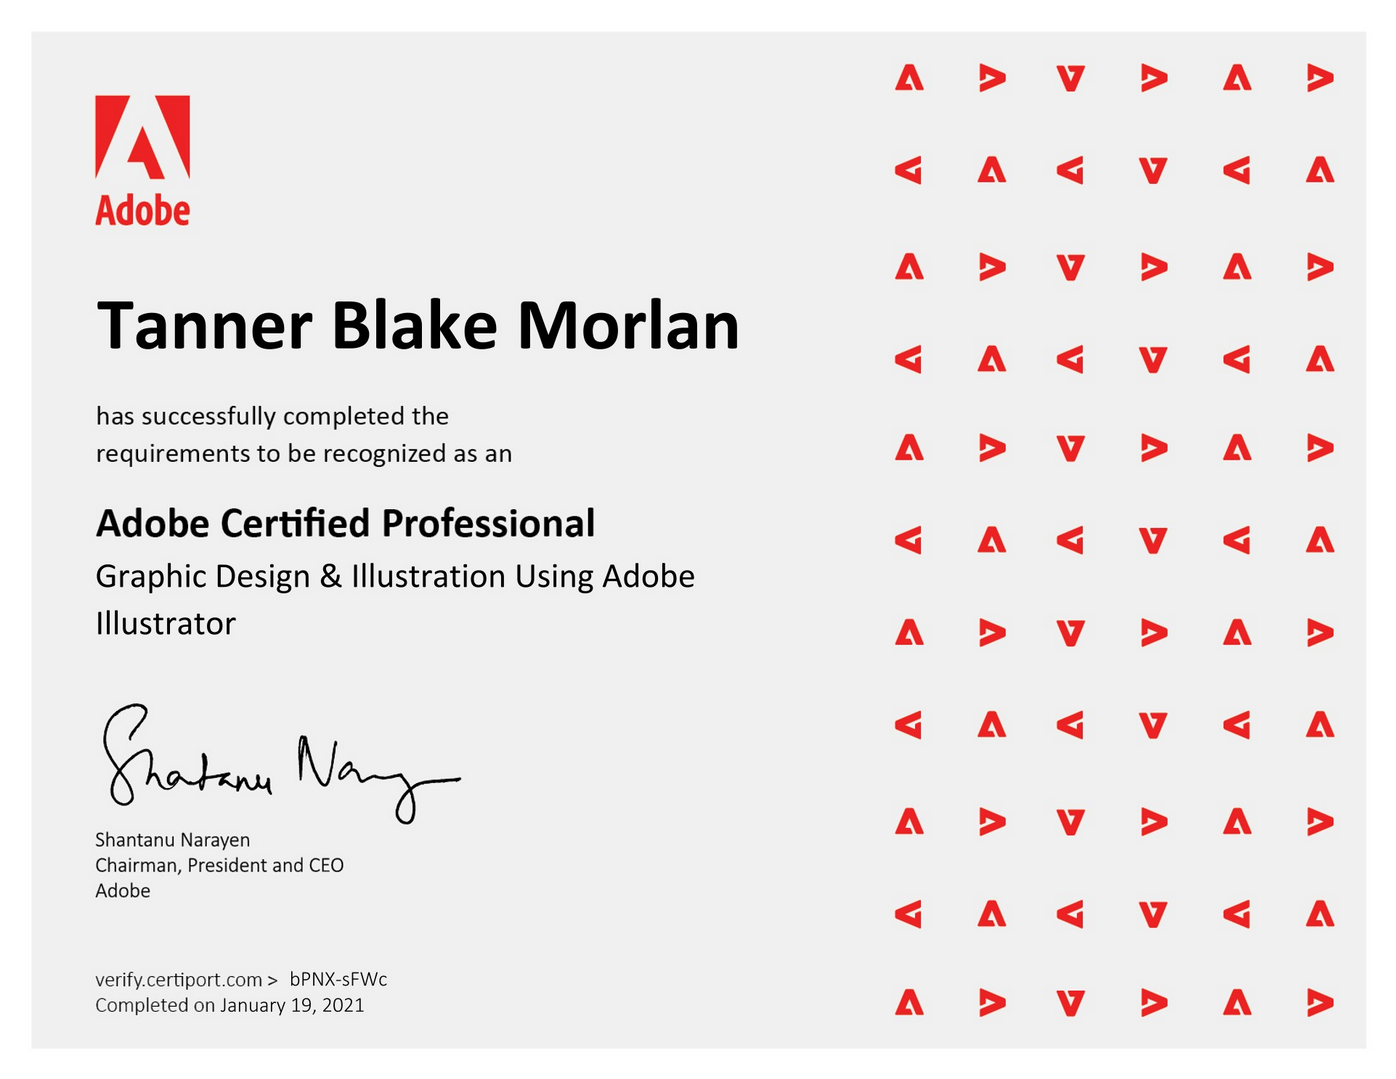 Adobe
Tanner Blake Morlan
has successfully completed the
requirements to be recognized as an
Adobe Certified Professional
Graphic Design & Illustration Using Adobe
Illustrator
Shantanu Narayen
Shantanu Narayen
Chairman, President and CEO
Adobe
verify.certiport.com > bPNX-sFWc
Completed on January 19, 2021